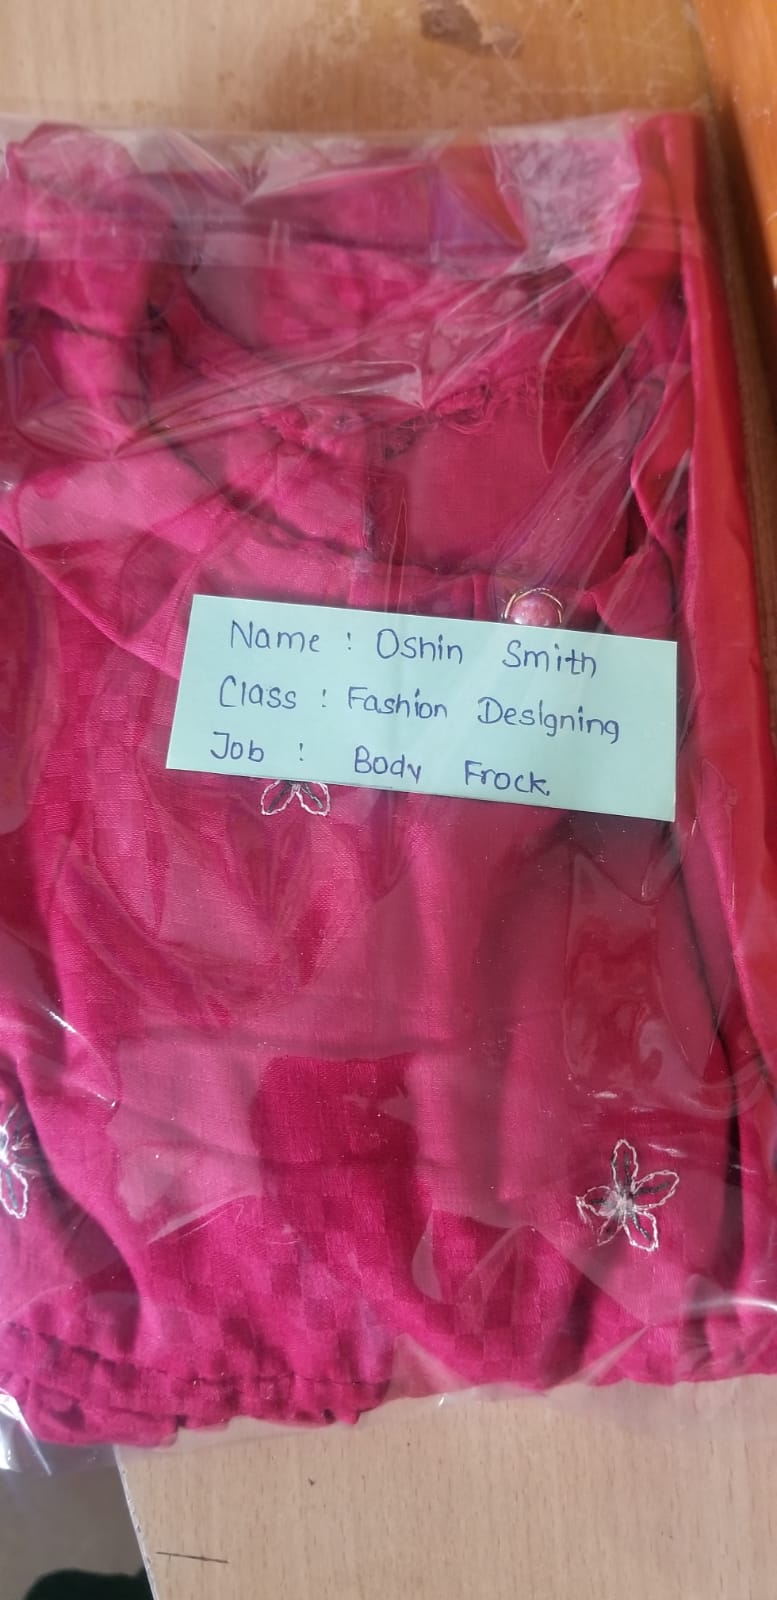 Name : Oshin Smith
Class : Fashion Designing
Job : Body Frock.